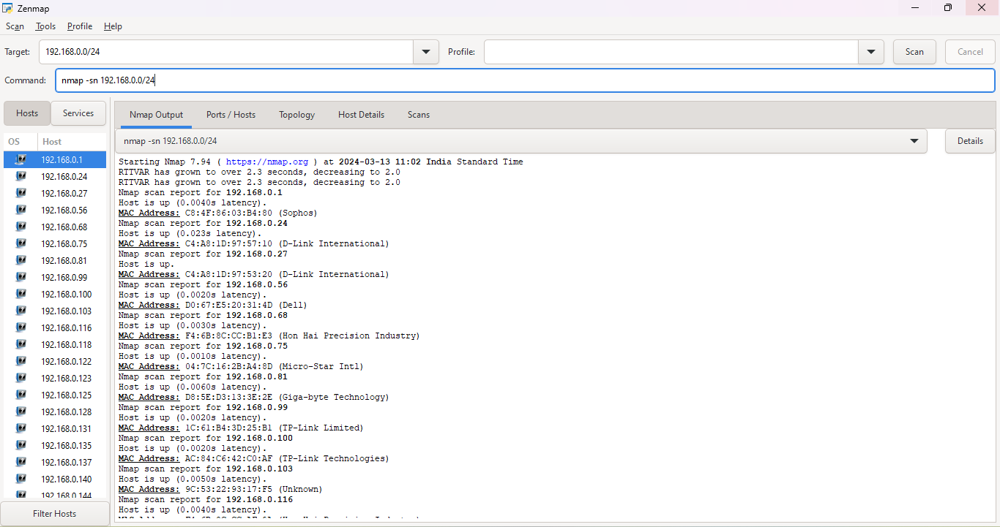 Zenmap
Scan Tools Profile Help
Target: 192.168.0.0/24 Profile: Scan Cancel
Command: nmap -sn 192.168.0.0/24
Hosts Services
Nmap Output Ports / Hosts Topology Host Details Scans
OS Host
nmap -sn 192.168.0.0/24 Details
192.168.0.1
192.168.0.24
192.168.0.27
192.168.0.56
192.168.0.68
192.168.0.75
192.168.0.81
192.168.0.99
192.168.0.100
192.168.0.103
192.168.0.116
192.168.0.118
192.168.0.122
192.168.0.123
192.168.0.125
192.168.0.128
192.168.0.131
192.168.0.135
192.168.0.137
192.168.0.140
192.168.0.144
Filter Hosts
Starting Nmap 7.94 ( https://nmap.org ) at 2024-03-13 11:02 India Standard Time
RTTVAR has grown to over 2.3 seconds, decreasing to 2.0
RTTVAR has grown to over 2.3 seconds, decreasing to 2.0
Nmap scan report for 192.168.0.1
Host is up (0.0040s latency).
MAC Address: C8:4F:86:03:B4:80 (Sophos)
Nmap scan report for 192.168.0.24
Host is up (0.023s latency).
MAC Address: C4:A8:1D:97:57:10 (D-Link International)
Nmap scan report for 192.168.0.27
Host is up.
MAC Address: C4:A8:1D:97:53:20 (D-Link International)
Nmap scan report for 192.168.0.56
Host is up (0.0020s latency).
MAC Address: D0:67:E5:20:31:4D (Dell)
Nmap scan report for 192.168.0.68
Host is up (0.0030s latency).
MAC Address: F4:6B:8C:CC:B1:E3 (Hon Hai Precision Industry)
Nmap scan report for 192.168.0.75
Host is up (0.0010s latency).
MAC Address: 04:7C:16:2B:A4:8D (Micro-Star Intl)
Nmap scan report for 192.168.0.81
Host is up (0.0060s latency).
MAC Address: D8:5E:D3:13:3E:2E (Giga-byte Technology)
Nmap scan report for 192.168.0.99
Host is up (0.0020s latency).
MAC Address: 1C:61:B4:3D:25:B1 (TP-Link Limited)
Nmap scan report for 192.168.0.100
Host is up (0.0020s latency).
MAC Address: AC:84:C6:42:C0:AF (TP-Link Technologies)
Nmap scan report for 192.168.0.103
Host is up (0.0050s latency).
MAC Address: 9C:53:22:93:17:F5 (Unknown)
Nmap scan report for 192.168.0.116
Host is up (0.0040s latency).